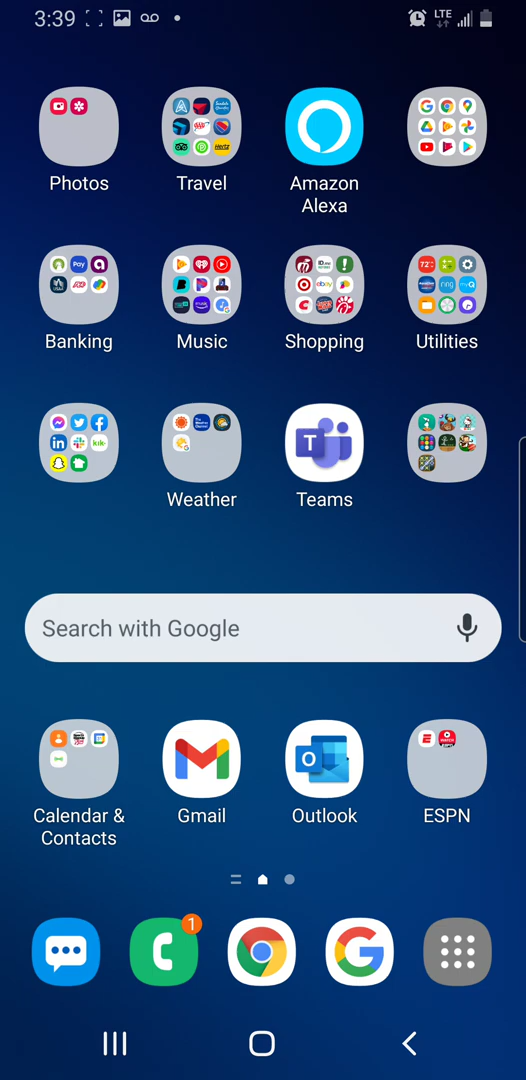 3:39
LTE
Photos
Travel
Amazon
Alexa
Banking
Music
Shopping
72°
Utilities
Weather
T
Teams
Search with Google
Calendar &
Contacts
Gmail
O
Outlook
ESPN
1